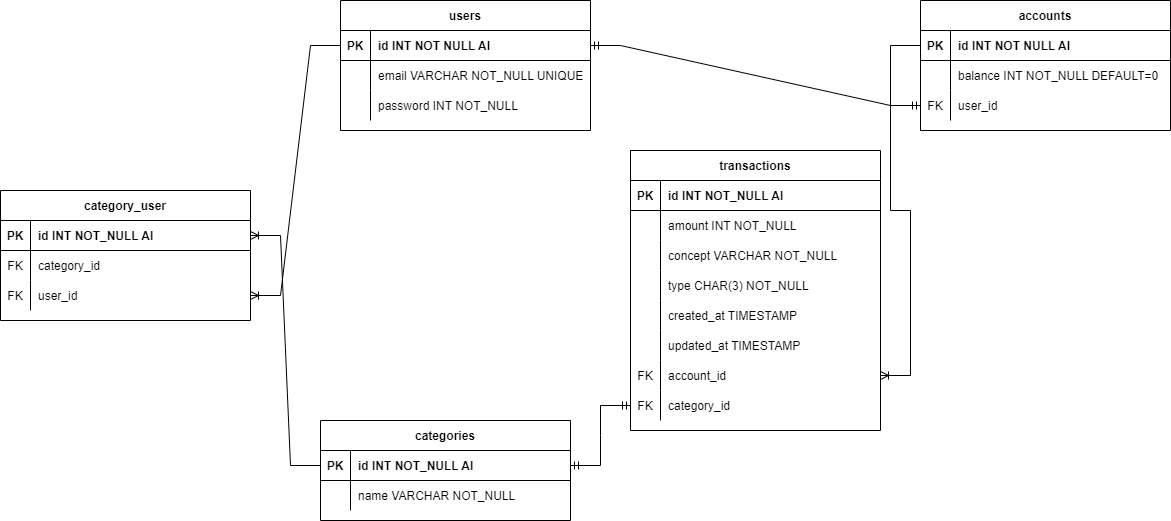 users
PK id INT NOT NULL AI
email VARCHAR NOT_NULL UNIQUE
password INT NOT_NULL
accounts
PK id INT NOT NULL AI
balance INT NOT_NULL DEFAULT=0
FK user_id
transactions
PK id INT NOT_NULL AI
amount INT NOT_NULL
concept VARCHAR NOT_NULL
type CHAR(3) NOT_NULL
created_at TIMESTAMP
updated_at TIMESTAMP
FK account_id
FK category_id
category_user
PK id INT NOT_NULL AI
FK category_id
FK user_id
categories
PK id INT NOT_NULL AI
name VARCHAR NOT_NULL